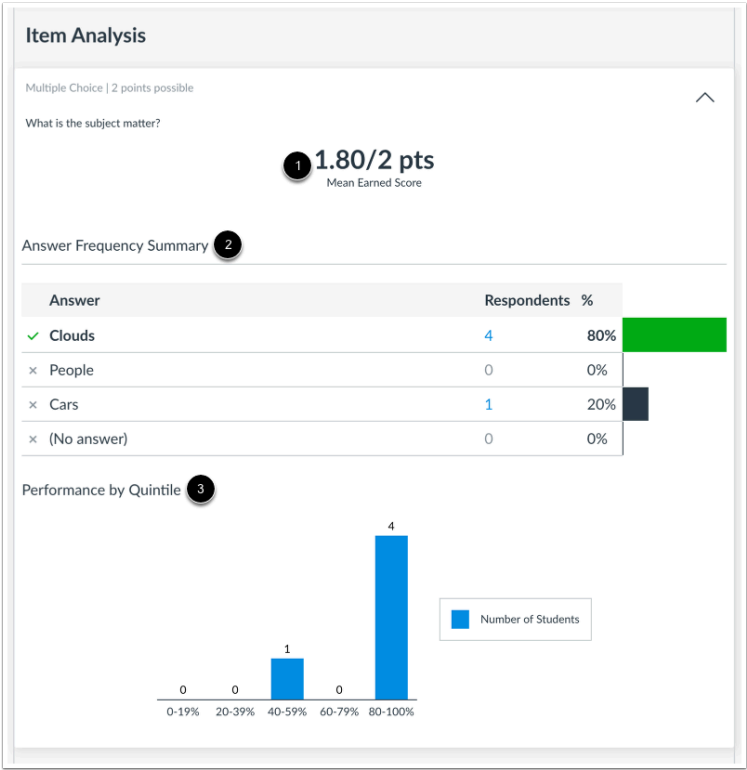 Item Analysis
Multiple Choice | 2 points possible
What is the subject matter?
1 1.80/2 pts
Mean Earned Score
Answer Frequency Summary 2
Answer Respondents %
Clouds 4 80%
People 0 0%
Cars 1 20%
(No answer) 0 0%
Performance by Quintile 3
4
Number of Students
1
0 0 0
0-19% 20-39% 40-59% 60-79% 80-100%